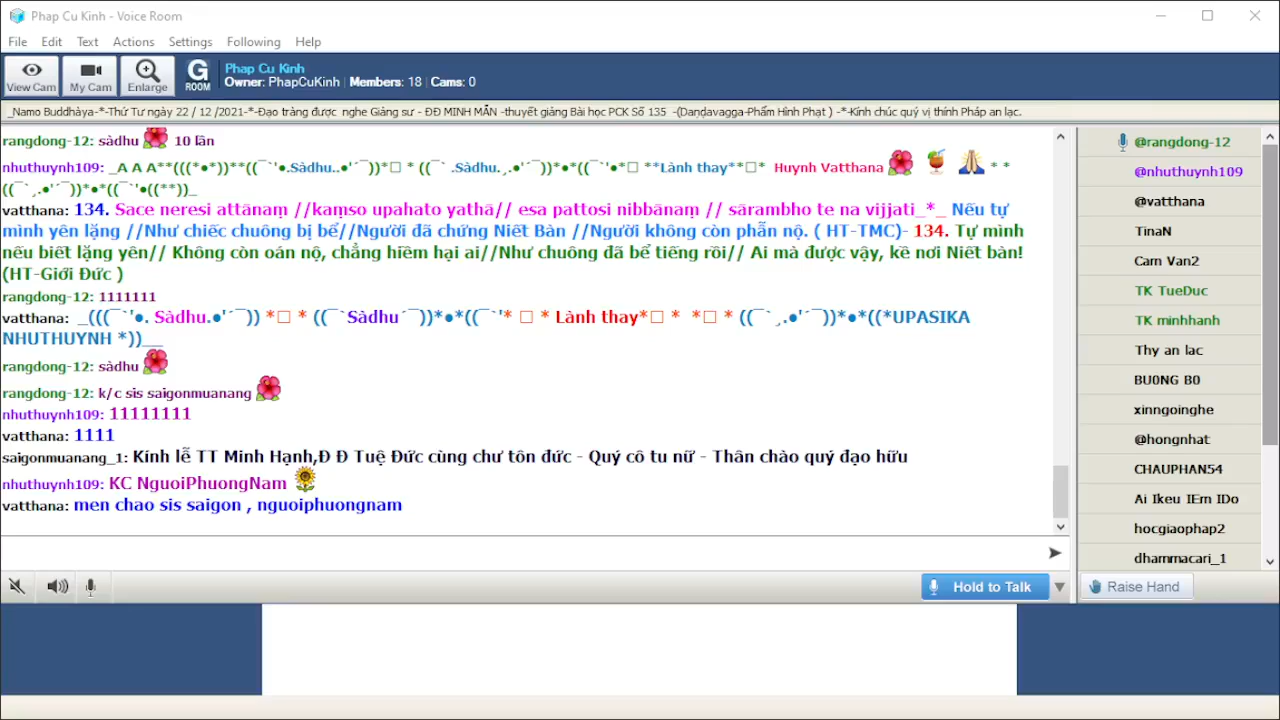 Phap Cu Kinh - Voice Room
File Edit Text Actions Settings Following Help
View Cam My Cam Enlarge G ROOM
Phap Cu Kinh
Owner: PhapCuKinh | Members: 18 | Cams: 0
_Namo Buddhàya-*-Thứ Tư ngày 22 / 12 /2021-*-Đạo tràng được nghe Giảng sư - ĐĐ MINH MẪN -thuyết giảng Bài học PCK Số 135 -(Daṇḍavagga-Phẩm Hình Phạt ) -*-Kính chúc quý vị thính Pháp an lạc.
rangdong-12: sàdhu 10 lần
nhuthuynh109: _A A A**(((*●*))**((¯`'●.Sàdhu..●'´¯))*□ * ((¯` .Sàdhu.¸.●'´¯))*●*((¯`'●*□ **Lành thay**□* Huynh Vatthana * *
((¯`¸.●'´¯))*●*((¯`'●((**))_
vatthana: 134. Sace neresi attānaṃ //kaṃso upahato yathā// esa pattosi nibbānaṃ // sārambho te na vijjati_*_ Nếu tự
mình yên lặng //Như chiếc chuông bị bể//Người đã chứng Niết Bàn //Người không còn phẫn nộ. ( HT-TMC)- 134. Tự mình
nếu biết lặng yên// Không còn oán nộ, chẳng hiềm hại ai//Như chuông đã bể tiếng rồi// Ai mà được vậy, kề nơi Niết bàn!
(HT-Giới Đức )
rangdong-12: 1111111
vatthana: _(((¯`'●. Sàdhu.●'´¯)) *□ * ((¯`Sàdhu´¯))*●*((¯`'* □ * Lành thay*□ * *□ * ((¯`¸.●'´¯))*●*((*UPASIKA
NHUTHUYNH *))__
rangdong-12: sàdhu
rangdong-12: k/c sis saigonmuanang
nhuthuynh109: 11111111
vatthana: 1111
saigonmuanang_1: Kính lễ TT Minh Hạnh,Đ Đ Tuệ Đức cùng chư tôn đức - Quý cô tu nữ - Thân chào quý đạo hữu
nhuthuynh109: KC NguoiPhuongNam
vatthana: men chao sis saigon , nguoiphuongnam
@rangdong-12
@nhuthuynh109
@vatthana
TinaN
Cam Van2
TK TueDuc
TK minhhanh
Thy an lac
BU0NG B0
xinngoinghe
@hongnhat
CHAUPHAN54
Ai Ikeu IEm IDo
hocgiaophap2
dhammacari_1
Hold to Talk
Raise Hand